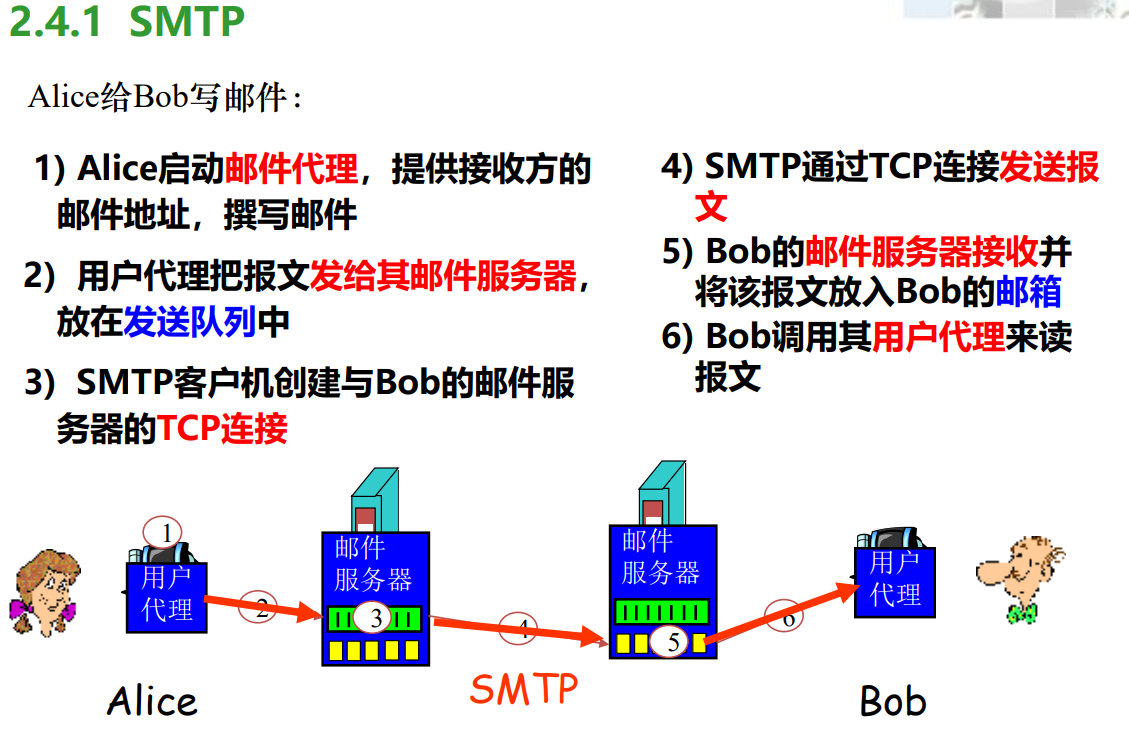 2.4.1 SMTP
Alice给Bob写邮件：
1) Alice启动邮件代理，提供接收方的
邮件地址，撰写邮件
2) 用户代理把报文发给其邮件服务器，
放在发送队列中
3) SMTP客户机创建与Bob的邮件服
务器的TCP连接
4) SMTP通过TCP连接发送报
文
5) Bob的邮件服务器接收并
将该报文放入Bob的邮箱
6) Bob调用其用户代理来读
报文
1
用户
代理
2
邮件
服务器
3
4
邮件
服务器
5
6
用户
代理
Alice
SMTP
Bob